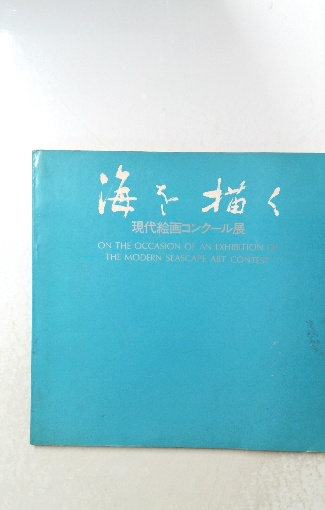 海を描く
現代絵画コンクール展
ON THE OCCASION OF AN EXHIBITION OF
THE MODERN SEASCAPE ART CONTEST